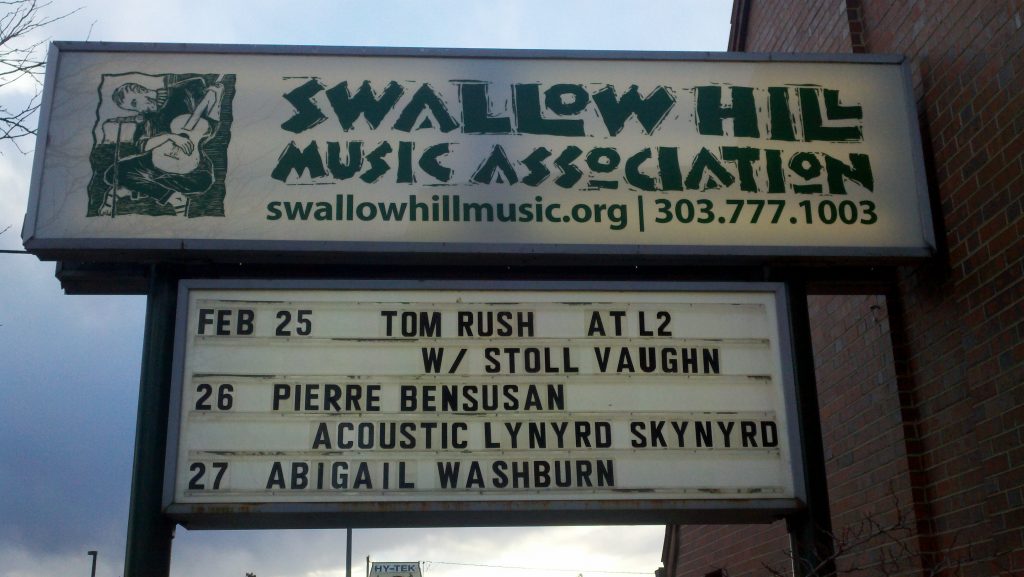 SWALLOW HILL
MUSIC ASSOCIATION
swallowhillmusic.org | 303.777.1003
FEB 25 TOM RUSH AT L2
W/ STOLL VAUGHN
26 PIERRE BENSUSAN
ACOUSTIC LYNYRD SKYNYRD
27 ABIGAIL WASHBURN
HY-TEK